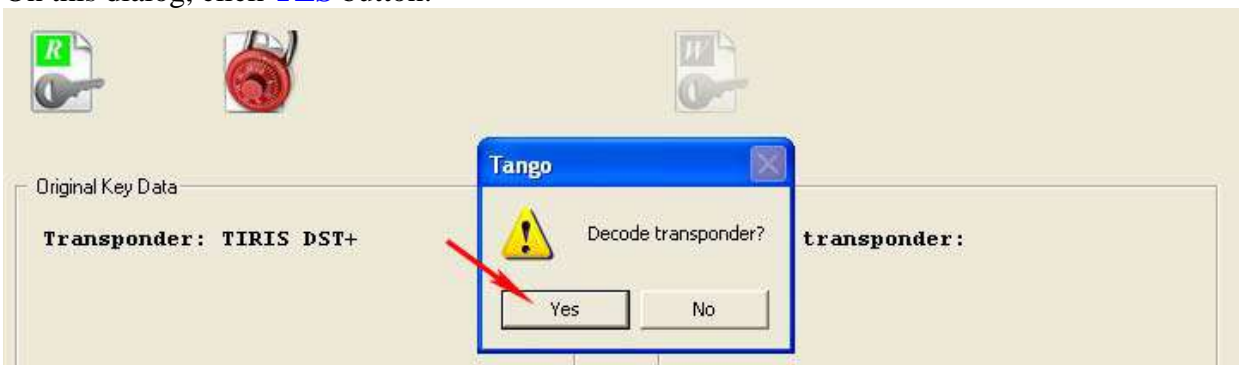 On this dialog, click YES button.
R
W
Tango
Original Key Data
Decode transponder?
Transponder: TIRIS DST+
transponder:
Yes
No